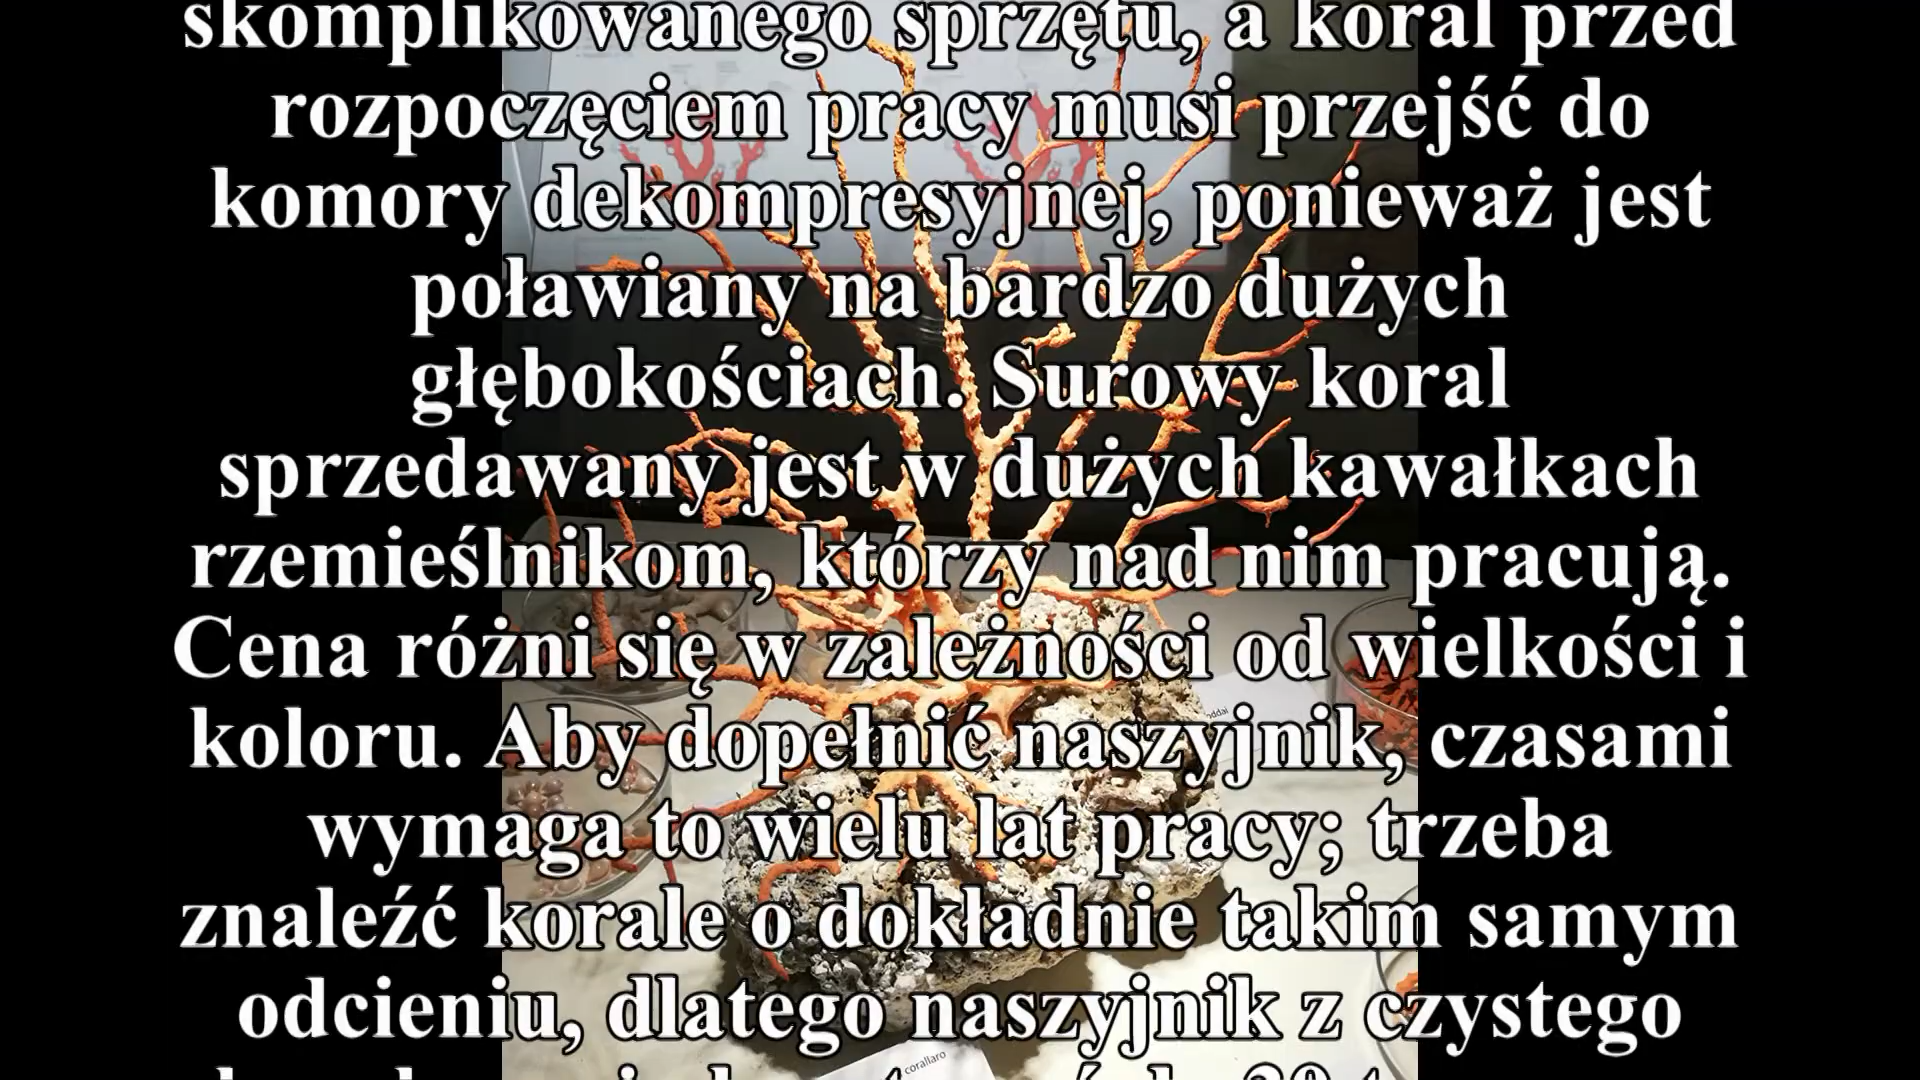 skomplikowanego sprzętu, a koral przed
rozpoczęciem pracy musi przejść do
komory dekompresyjnej, ponieważ jest
poławiany na bardzo dużych
głębokościach. Surowy koral
sprzedawany jest w dużych kawałkach
rzemieślnikom, którzy nad nim pracują.
Cena różni się w zależności od wielkości i
koloru. Aby dopełnić naszyjnik, czasami
wymaga to wielu lat pracy; trzeba
znaleźć korale o dokładnie takim samym
odcieniu, dlatego naszyjnik z czystego
corallaro